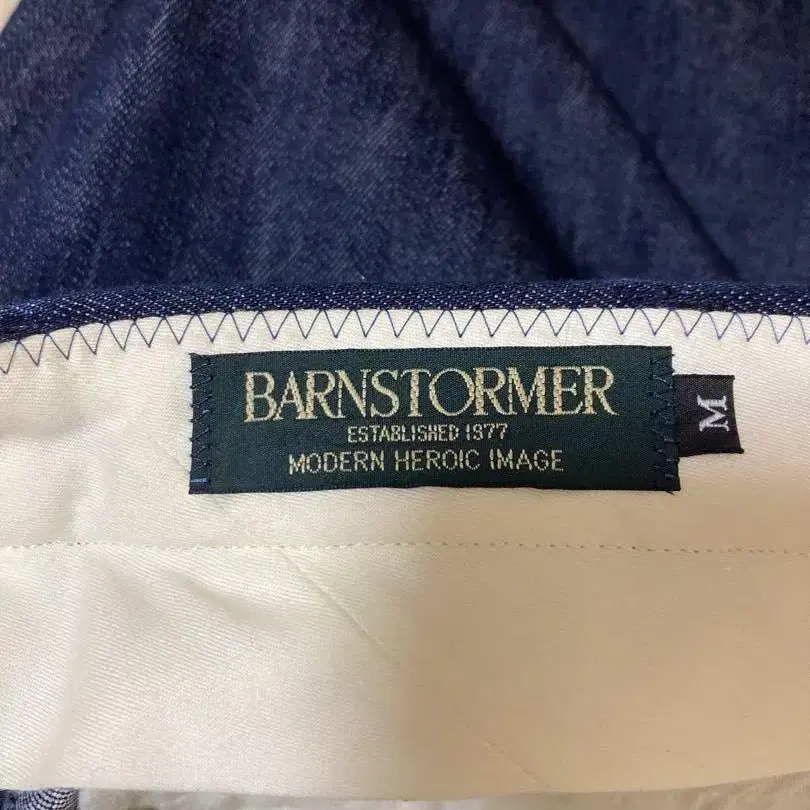 BARNSTORMER
ESTABLISHED 1977
MODERN HEROIC IMAGE
M